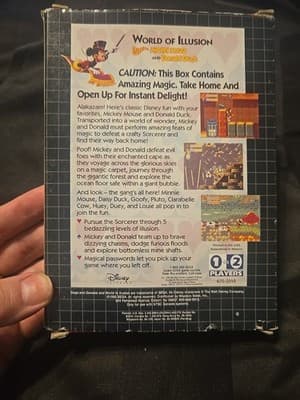 WORLD OF ILLUSION
CAUTION: This Box Contains
Amazing Magic. Take Home And
Open Up For Instant Delight!
Alakazam! Here's classic Disney fun with your
favorites, Mickey Mouse and Donald Duck.
Transported into a world of wonder, Mickey
and Donald must perform amazing feats of
magic to defeat a crafty Sorcerer and
find their way back home!
Poof! Mickey and Donald defeat evil
foes with their enchanted cape as
they voyage across the glorious skies
on a magic carpet, journey through
the gigantic forest and explore the
ocean floor safe within a giant bubble.
And look – the gang's all here! Minnie
Mouse, Daisy Duck, Goofy, Pluto, Clarabelle
Cow, Huey, Duey, and Louie all pop in to
join the fun.
Pursue the Sorcerer through 5
bedazzling levels of illusion.
Mickey and Donald team up to brave
dizzying chasms, dodge furious floods
and explore bottomless mine shafts.
Magical passwords let you pick up your
game where you left off.
1 OR 2
PLAYERS
Disney